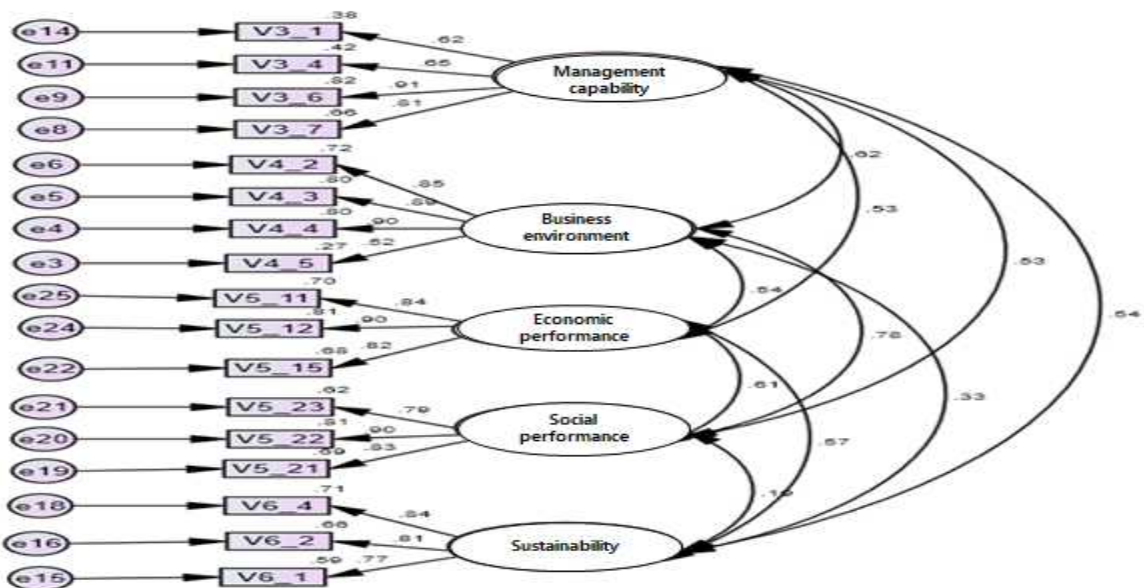 .38
e14 V3_1 .62
.42
e11 V3_4 .65
Management
capability
.82
e9 V3_6 .91
.66
e8 V3_7 .81
.72
e6 V4_2 .85
.62
.80
e5 V4_3 .89
.53
.80
e4 V4_4 .90
Business
environment
.27
e3 V4_5 .52
.53
.70
e25 V5_11 .84
.54
.81
e24 V5_12 .90
Economic
performance
.54
.68
e22 V5_15 .82
.78
.62
e21 V5_23 .79
.61
.33
.81
e20 V5_22 .90
Social
performance
.69
e19 V5_21 .83
.57
.71
e18 V6_4 .84
.66
e16 V6_2 .81
Sustainability
.59
e15 V6_1 .77